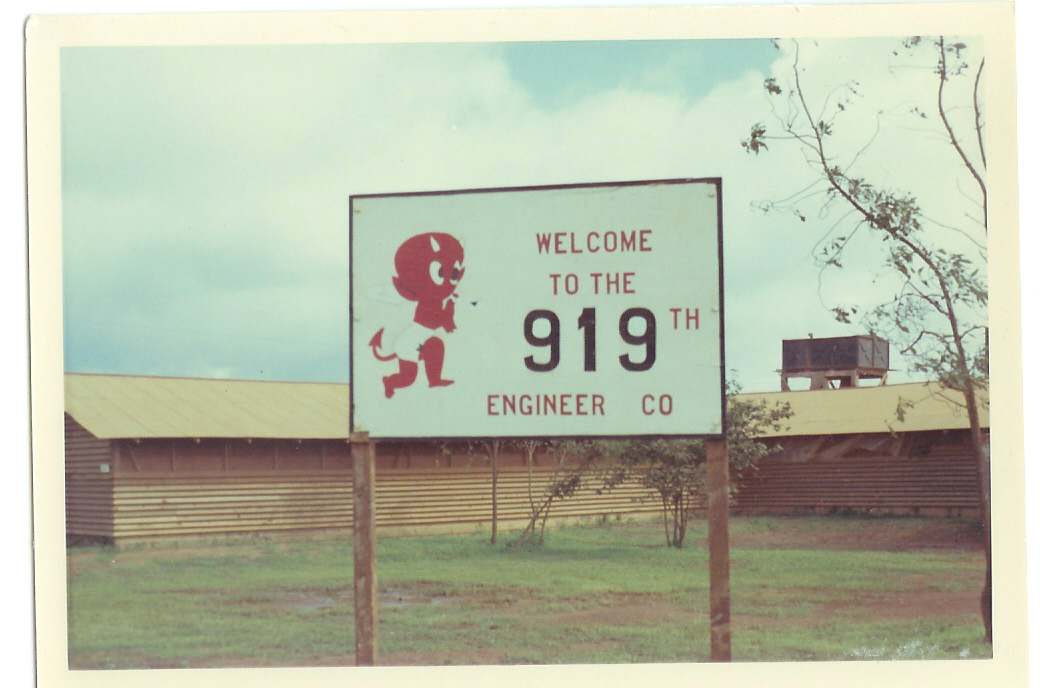 WELCOME
TO THE
919TH
ENGINEER CO